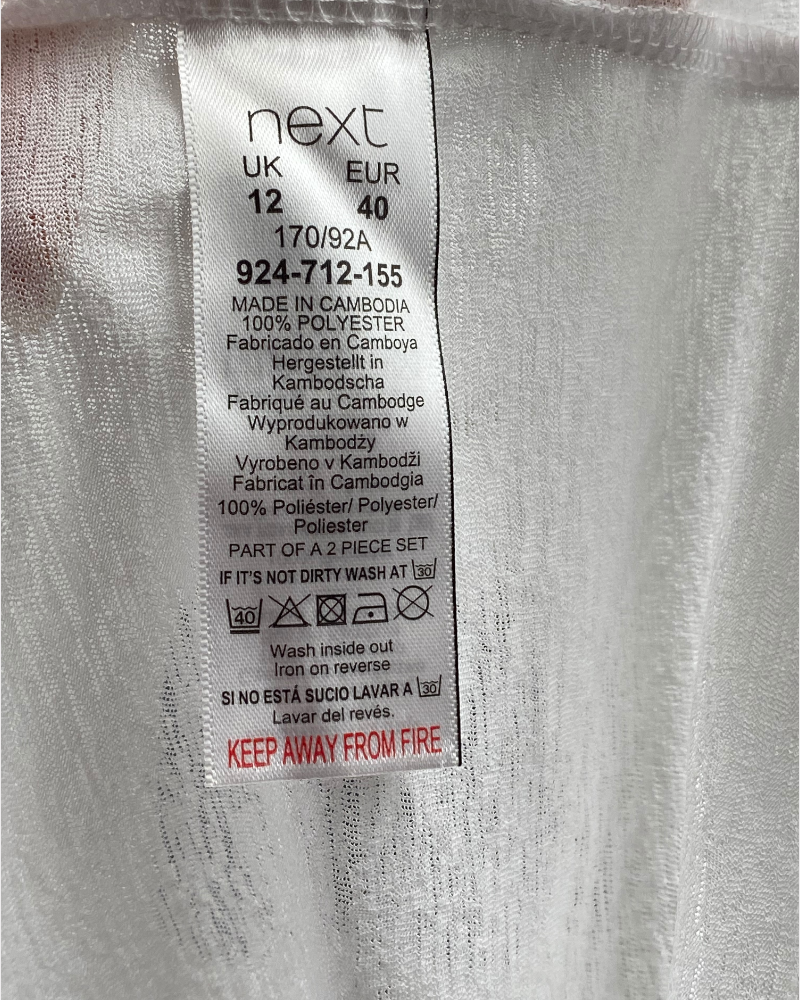 next
UK EUR
12 40
170/92A
924-712-155
MADE IN CAMBODIA
100% POLYESTER
Fabricado en Camboya
Hergestellt in
Kambodscha
Fabriqué au Cambodge
Wyprodukowano w
Kambodży
Vyrobeno v Kambodži
Fabricat în Cambodgia
100% Poliéster/ Polyester/
Poliester
PART OF A 2 PIECE SET
IF IT'S NOT DIRTY WASH AT 30
40
Wash inside out
Iron on reverse
SI NO ESTÁ SUCIO LAVAR A 30
Lavar del revés.
KEEP AWAY FROM FIRE